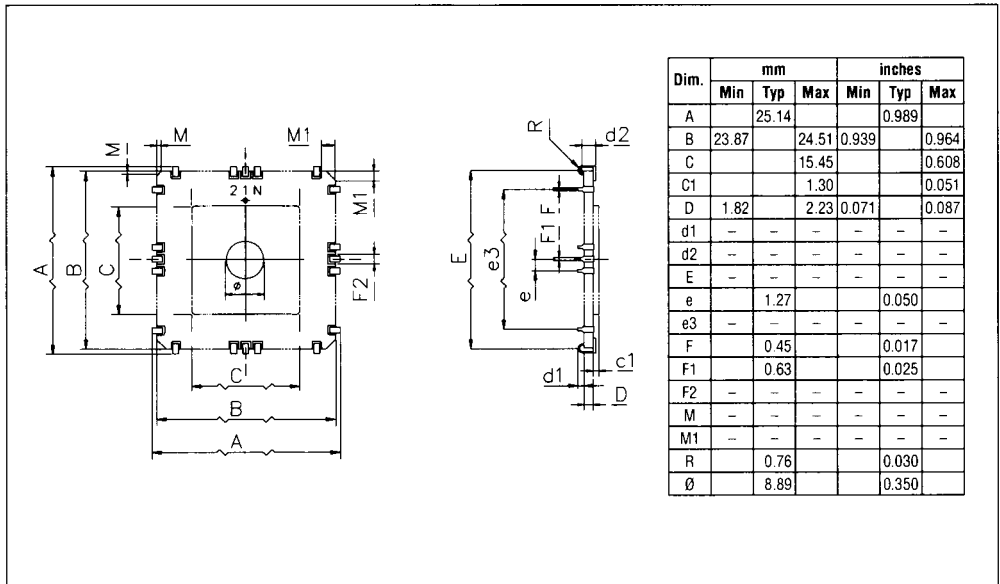 M M1
M M1
21N
A B C
ø
F2
C
B
A
R d2
E e3 F1 F
e
d1 c1
D
Dim. mm inches
Min Typ Max Min Typ Max
A 25.14 0.989
B 23.87 24.51 0.939 0.964
C 15.45 0.608
C1 1.30 0.051
D 1.82 2.23 0.071 0.087
d1 – – – – – –
d2 – – – – – –
E – – – – – –
e 1.27 0.050
e3 – – – – – –
F 0.45 0.017
F1 0.63 0.025
F2 – – – – – –
M – – – – – –
M1 – – – – – –
R 0.76 0.030
Ø 8.89 0.350